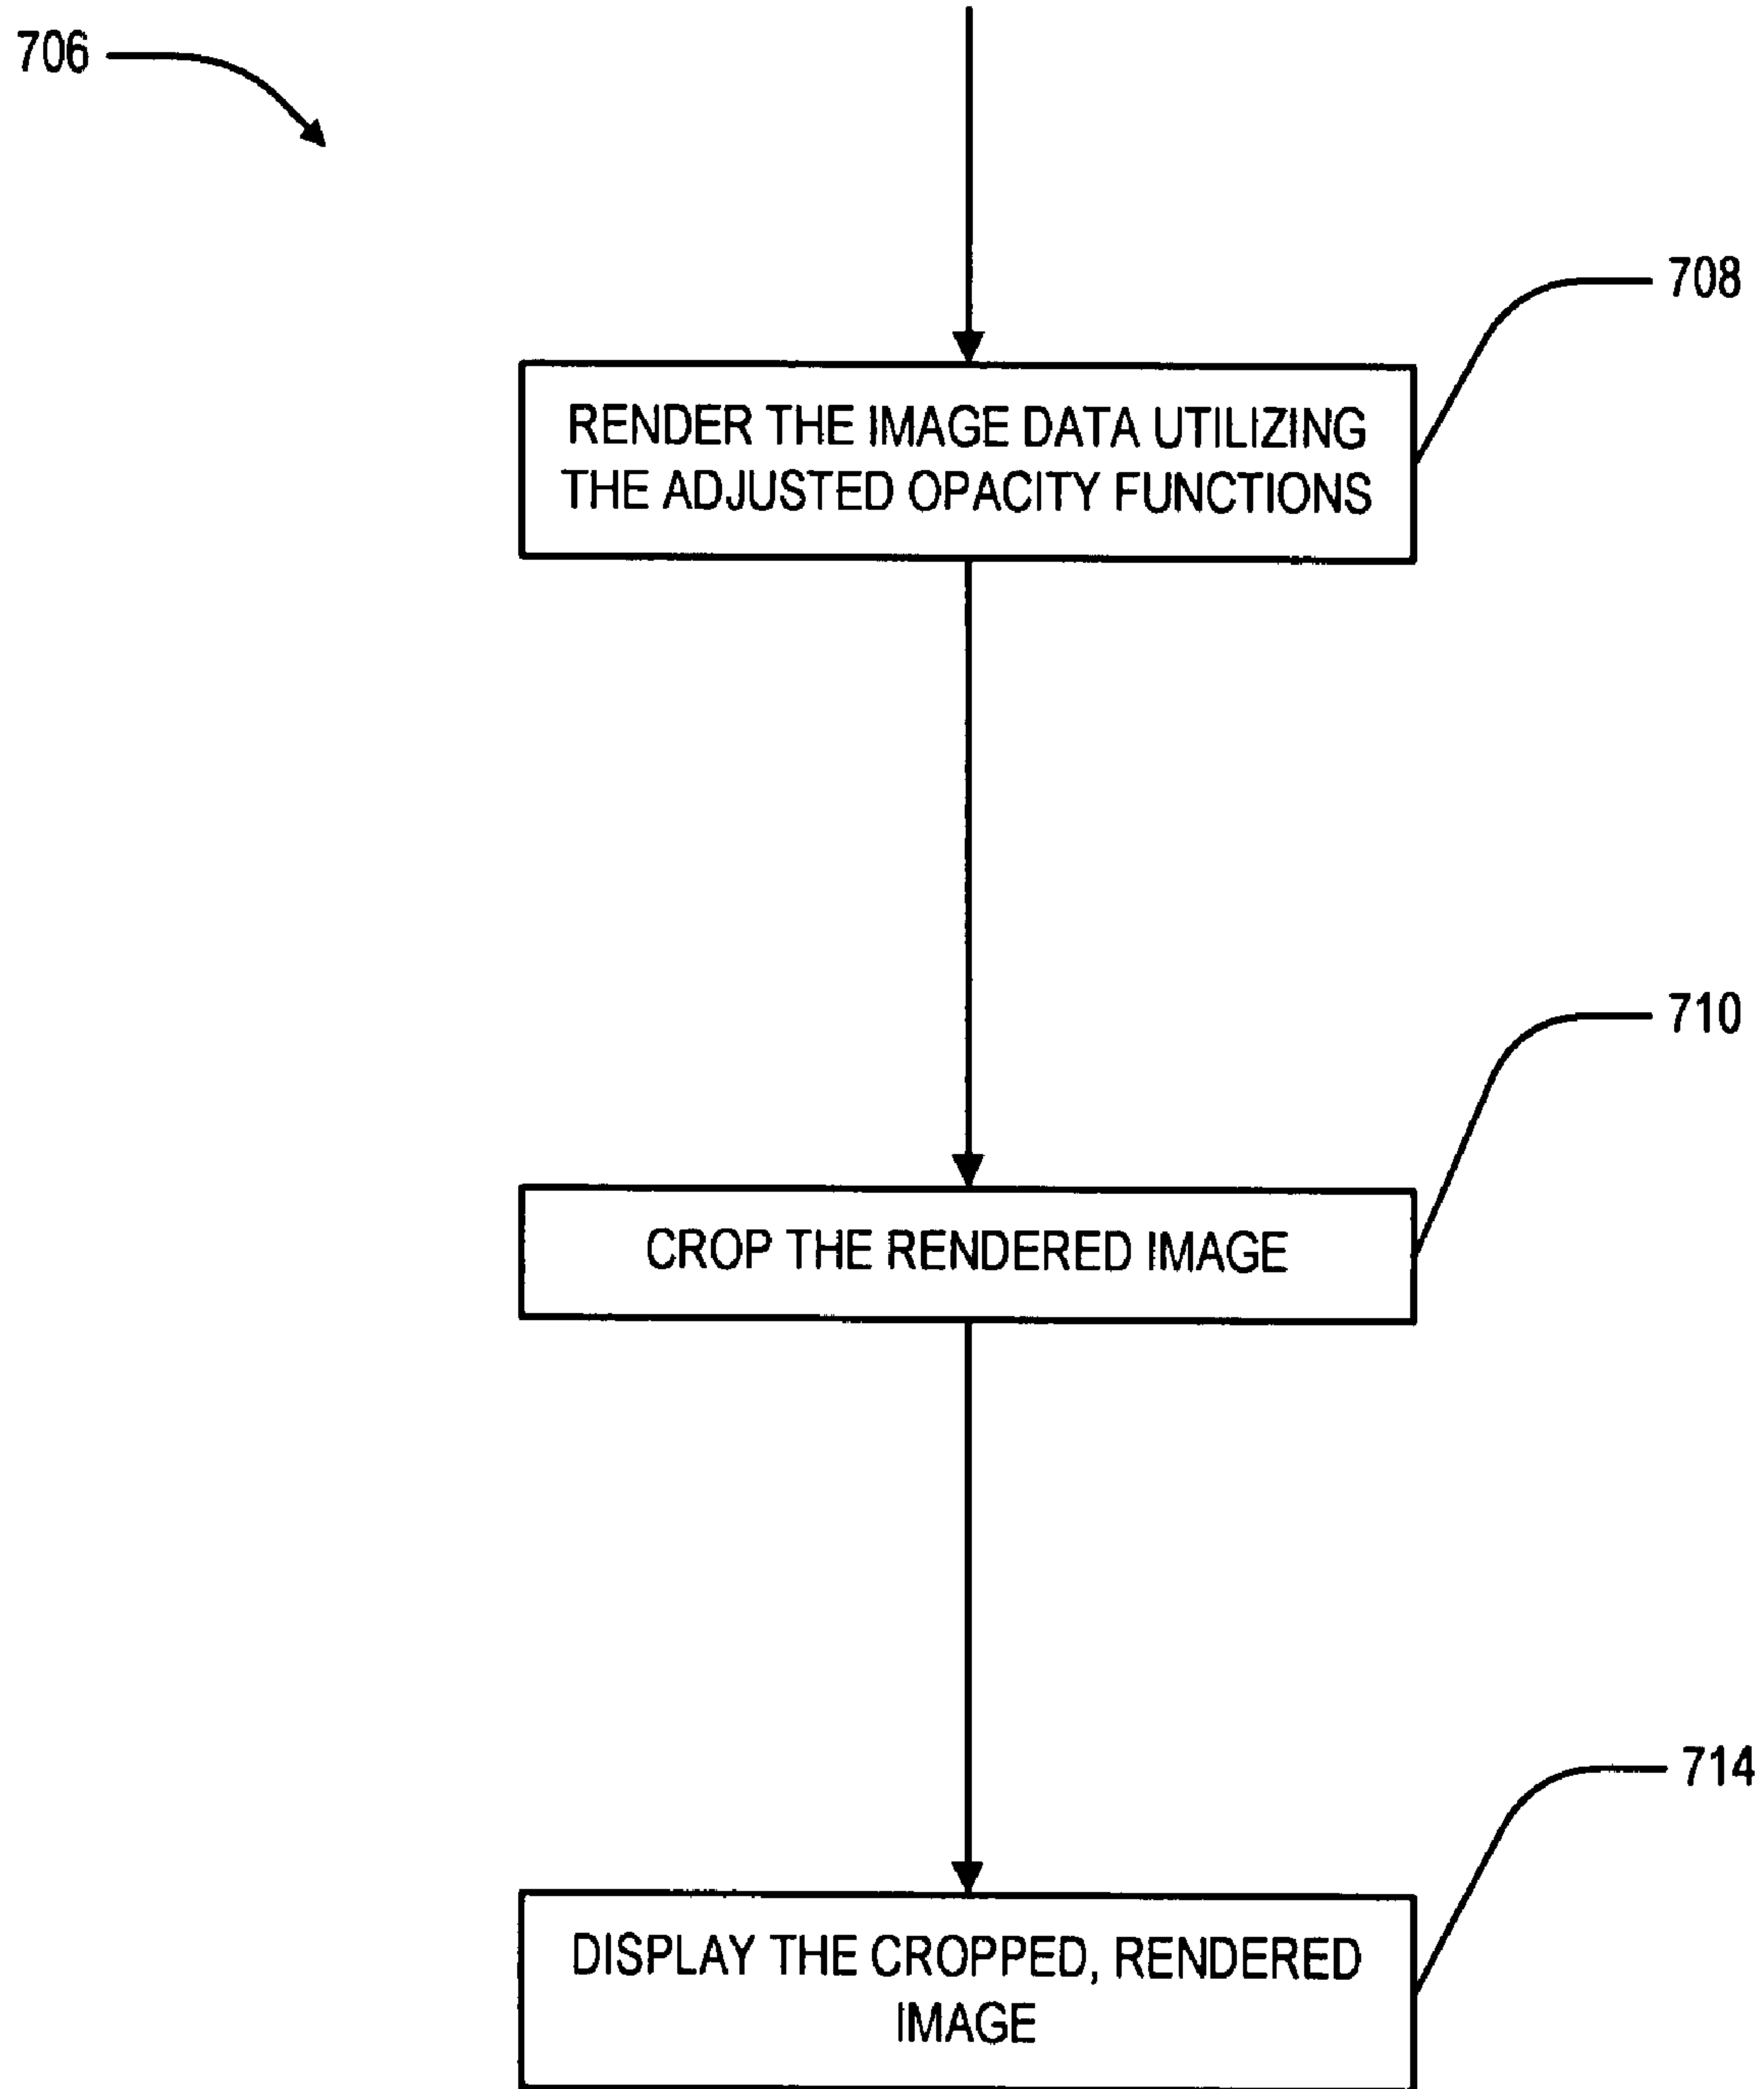 706
708
RENDER THE IMAGE DATA UTILIZING
THE ADJUSTED OPACITY FUNCTIONS
710
CROP THE RENDERED IMAGE
714
DISPLAY THE CROPPED, RENDERED
IMAGE